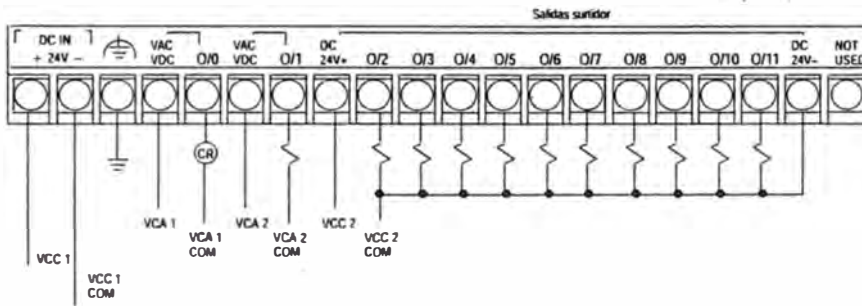 Salidas surtidor
DC IN
+ 24V -
VAC
VDC
O/0
VAC
VDC
O/1
DC
24V+
O/2
O/3
O/4
O/5
O/6
O/7
O/8
O/9
O/10
O/11
DC
24V-
NOT
USED
CR
VCA 1
VCA 1
COM
VCA 2
VCA 2
COM
VCC 2
VCC 2
COM
VCC 1
VCC 1
COM